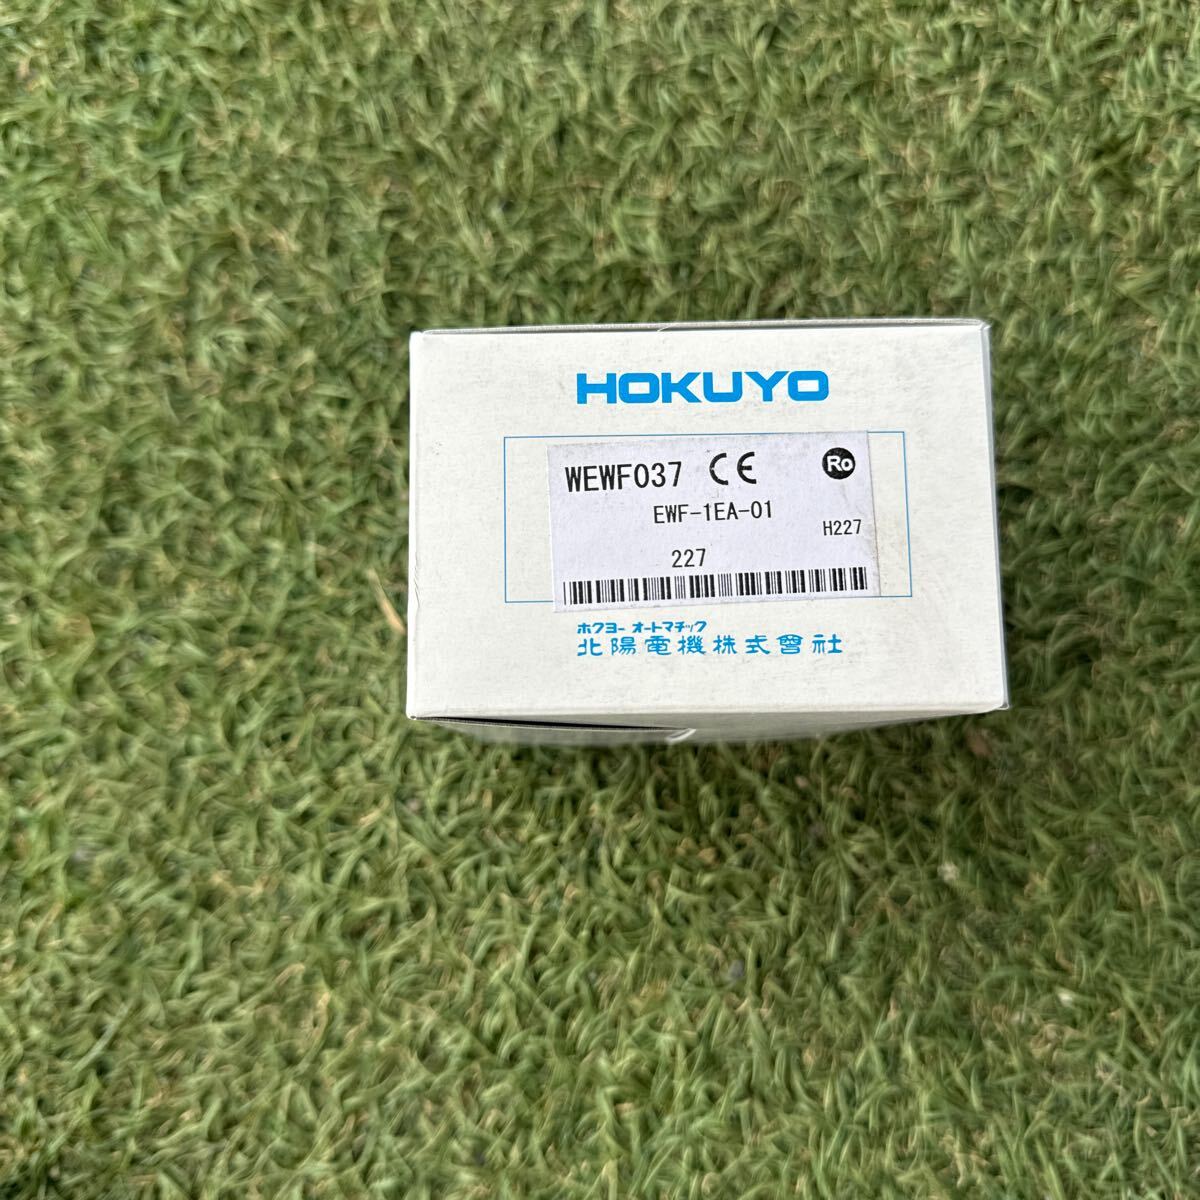 HOKUYO
WEWF037 CE Ro
EWF-1EA-01
H227
227
ホクヨー オートマチック
北陽電機株式會社